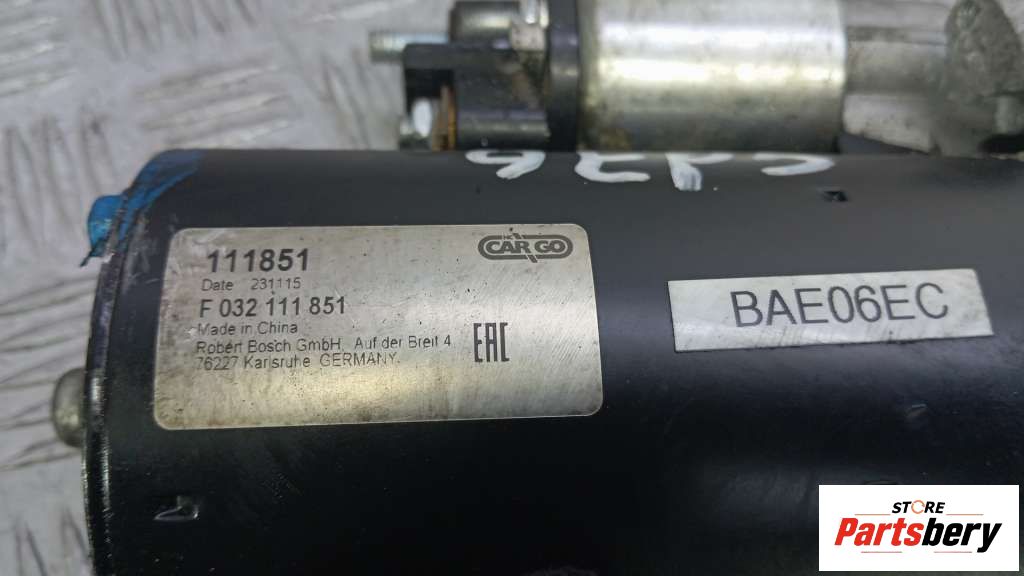 111851
HC
CARGO
Date 231115
F 032 111 851
Made in China
Robert Bosch GmbH, Auf der Breit 4
76227 Karlsruhe GERMANY.
EAC
BAE06EC
STORE
Partsbery